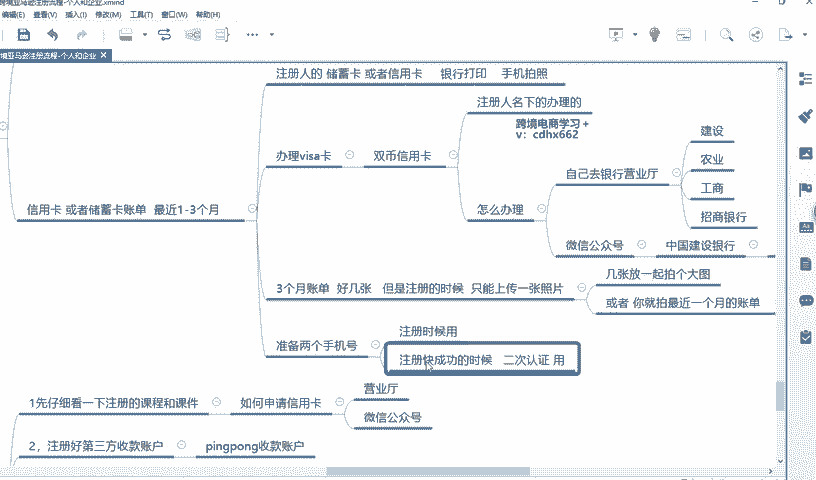 跨境亚马逊注册流程-个人和企业.xmind
编辑(E) 查看(V) 插入(I) 修改(M) 工具(T) 窗口(W) 帮助(H)
境亚马逊注册流程-个人和企业
注册人的 储蓄卡 或者信用卡 银行打印 手机拍照
注册人名下的办理的
跨境电商学习+
v：cdhx662
办理visa卡
双币信用卡
建设
农业
自己去银行营业厅
工商
信用卡 或者储蓄卡账单 最近1-3个月
怎么办理
招商银行
微信公众号
中国建设银行
几张放一起拍个大图
3个月账单 好几张 但是注册的时候 只能上传一张照片
或者 你就拍最近一个月的账单
注册时候用
准备两个手机号
注册快成功的时候 二次认证 用
营业厅
1先仔细看一下注册的课程和课件
如何申请信用卡
微信公众号
2，注册好第三方收款账户
pingpong收款账户